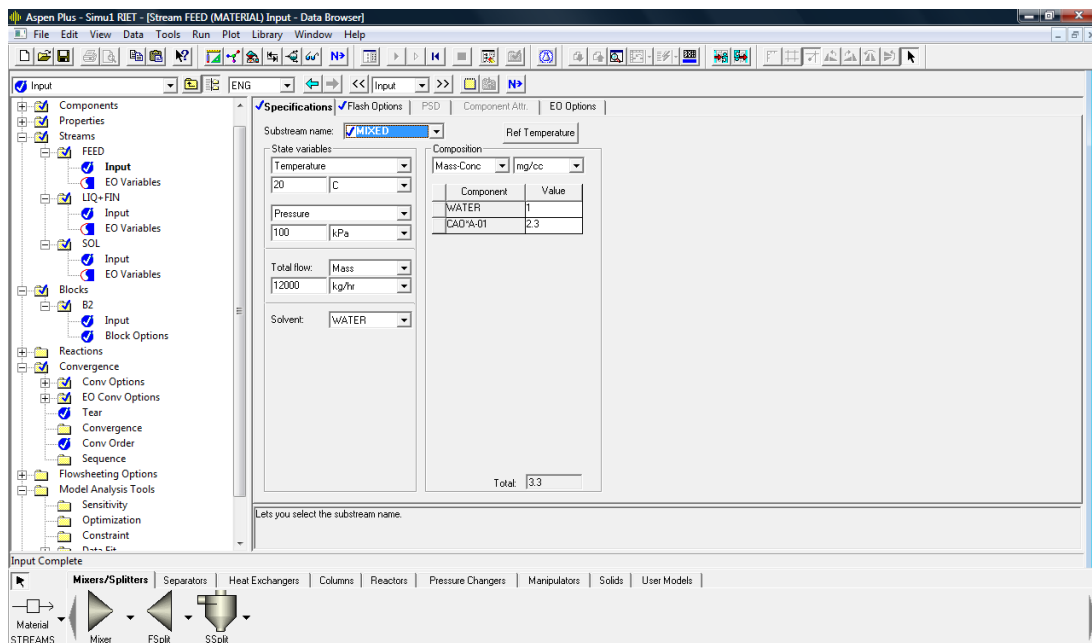 Aspen Plus - Simu1 RIET - [Stream FEED (MATERIAL) Input - Data Browser]
File Edit View Data Tools Run Plot Library Window Help
Input
ENG
Input
Components
Properties
Streams
FEED
Input
EO Variables
LIQ+FIN
Input
EO Variables
SOL
Input
EO Variables
Blocks
B2
Input
Block Options
Reactions
Convergence
Conv Options
EO Conv Options
Tear
Convergence
Conv Order
Sequence
Flowsheeting Options
Model Analysis Tools
Sensitivity
Optimization
Constraint
Data Fit
Specifications Flash Options PSD Component Attr. EO Options
Substream name: MIXED Ref Temperature
State variables
Temperature
20 C
Pressure
100 kPa
Total flow: Mass
12000 kg/hr
Solvent: WATER
Composition
Mass-Conc mg/cc
Component Value
WATER 1
CAO*A-01 2.3
Total: 3.3
Lets you select the substream name.
Input Complete
Mixers/Splitters Separators Heat Exchangers Columns Reactors Pressure Changers Manipulators Solids User Models
Material
STREAMS Mixer FSplit SSplit